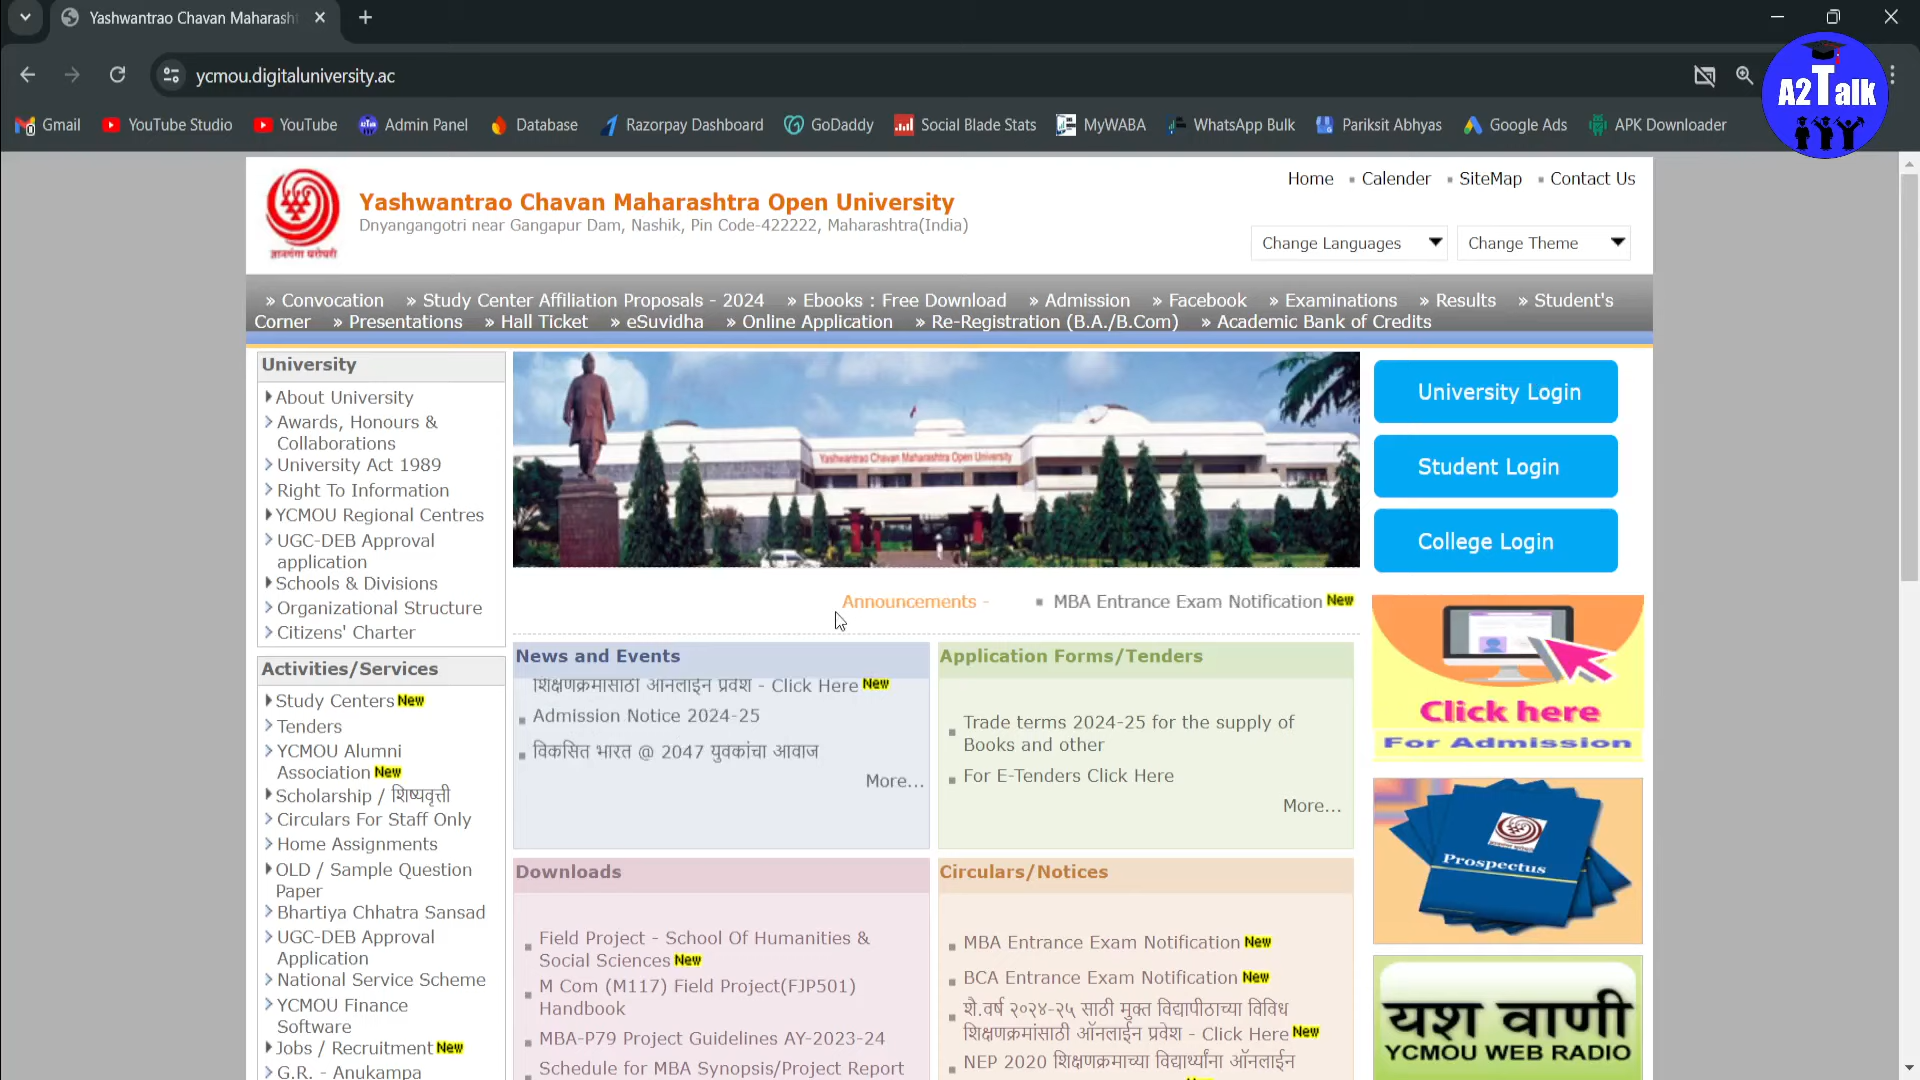 Yashwantrao Chavan Maharasht
ycmou.digitaluniversity.ac
A2Talk
Gmail
YouTube Studio
YouTube
Admin Panel
Database
Razorpay Dashboard
GoDaddy
Social Blade Stats
MyWABA
WhatsApp Bulk
Pariksit Abhyas
Google Ads
APK Downloader
ज्ञानगंगा घरोघरी
Yashwantrao Chavan Maharashtra Open University
Dnyangangotri near Gangapur Dam, Nashik, Pin Code-422222, Maharashtra(India)
Home ▪ Calender ▪ SiteMap ▪ Contact Us
Change Languages
Change Theme
» Convocation » Study Center Affiliation Proposals - 2024 » Ebooks : Free Download » Admission » Facebook » Examinations » Results » Student's
Corner » Presentations » Hall Ticket » eSuvidha » Online Application » Re-Registration (B.A./B.Com) » Academic Bank of Credits
University
About University
Awards, Honours &
Collaborations
University Act 1989
Right To Information
YCMOU Regional Centres
UGC-DEB Approval
application
Schools & Divisions
Organizational Structure
Citizens' Charter
Activities/Services
Study Centers New
Tenders
YCMOU Alumni
Association New
Scholarship / शिष्यवृत्ती
Circulars For Staff Only
Home Assignments
OLD / Sample Question
Paper
Bhartiya Chhatra Sansad
UGC-DEB Approval
Application
National Service Scheme
YCMOU Finance
Software
Jobs / Recruitment New
G.R. - Anukampa
Yashwantrao Chavan Maharashtra Open University
Announcements -
MBA Entrance Exam Notification New
News and Events
शिक्षणक्रमासाठी ऑनलाईन प्रवेश - Click Here New
Admission Notice 2024-25
विकसित भारत @ 2047 युवकांचा आवाज
More...
Application Forms/Tenders
Trade terms 2024-25 for the supply of
Books and other
For E-Tenders Click Here
More...
Downloads
Field Project - School Of Humanities &
Social Sciences New
M Com (M117) Field Project(FJP501)
Handbook
MBA-P79 Project Guidelines AY-2023-24
Schedule for MBA Synopsis/Project Report
Circulars/Notices
MBA Entrance Exam Notification New
BCA Entrance Exam Notification New
शै.वर्ष २०२४-२५ साठी मुक्त विद्यापीठाच्या विविध
शिक्षणक्रमांसाठी ऑनलाईन प्रवेश - Click Here New
NEP 2020 शिक्षणक्रमाच्या विद्यार्थ्यांना ऑनलाईन
University Login
Student Login
College Login
Click here
For Admission
Prospectus
यश वाणी
YCMOU WEB RADIO